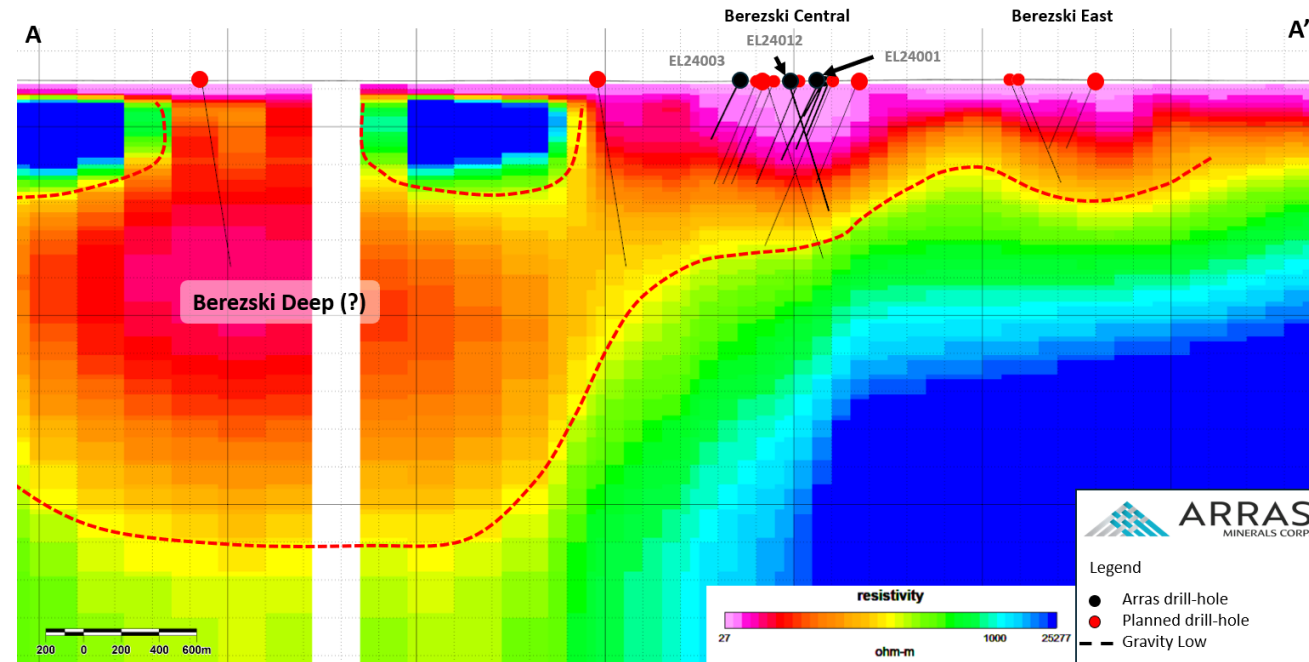 A
Berezski Central
Berezski East
A'
EL24012
EL24003
EL24001
Berezski Deep (?)
200 0 200 400 600m
resistivity
27 1000 25277
ohm-m
ARRAS
MINERALS CORP
Legend
Arras drill-hole
Planned drill-hole
Gravity Low